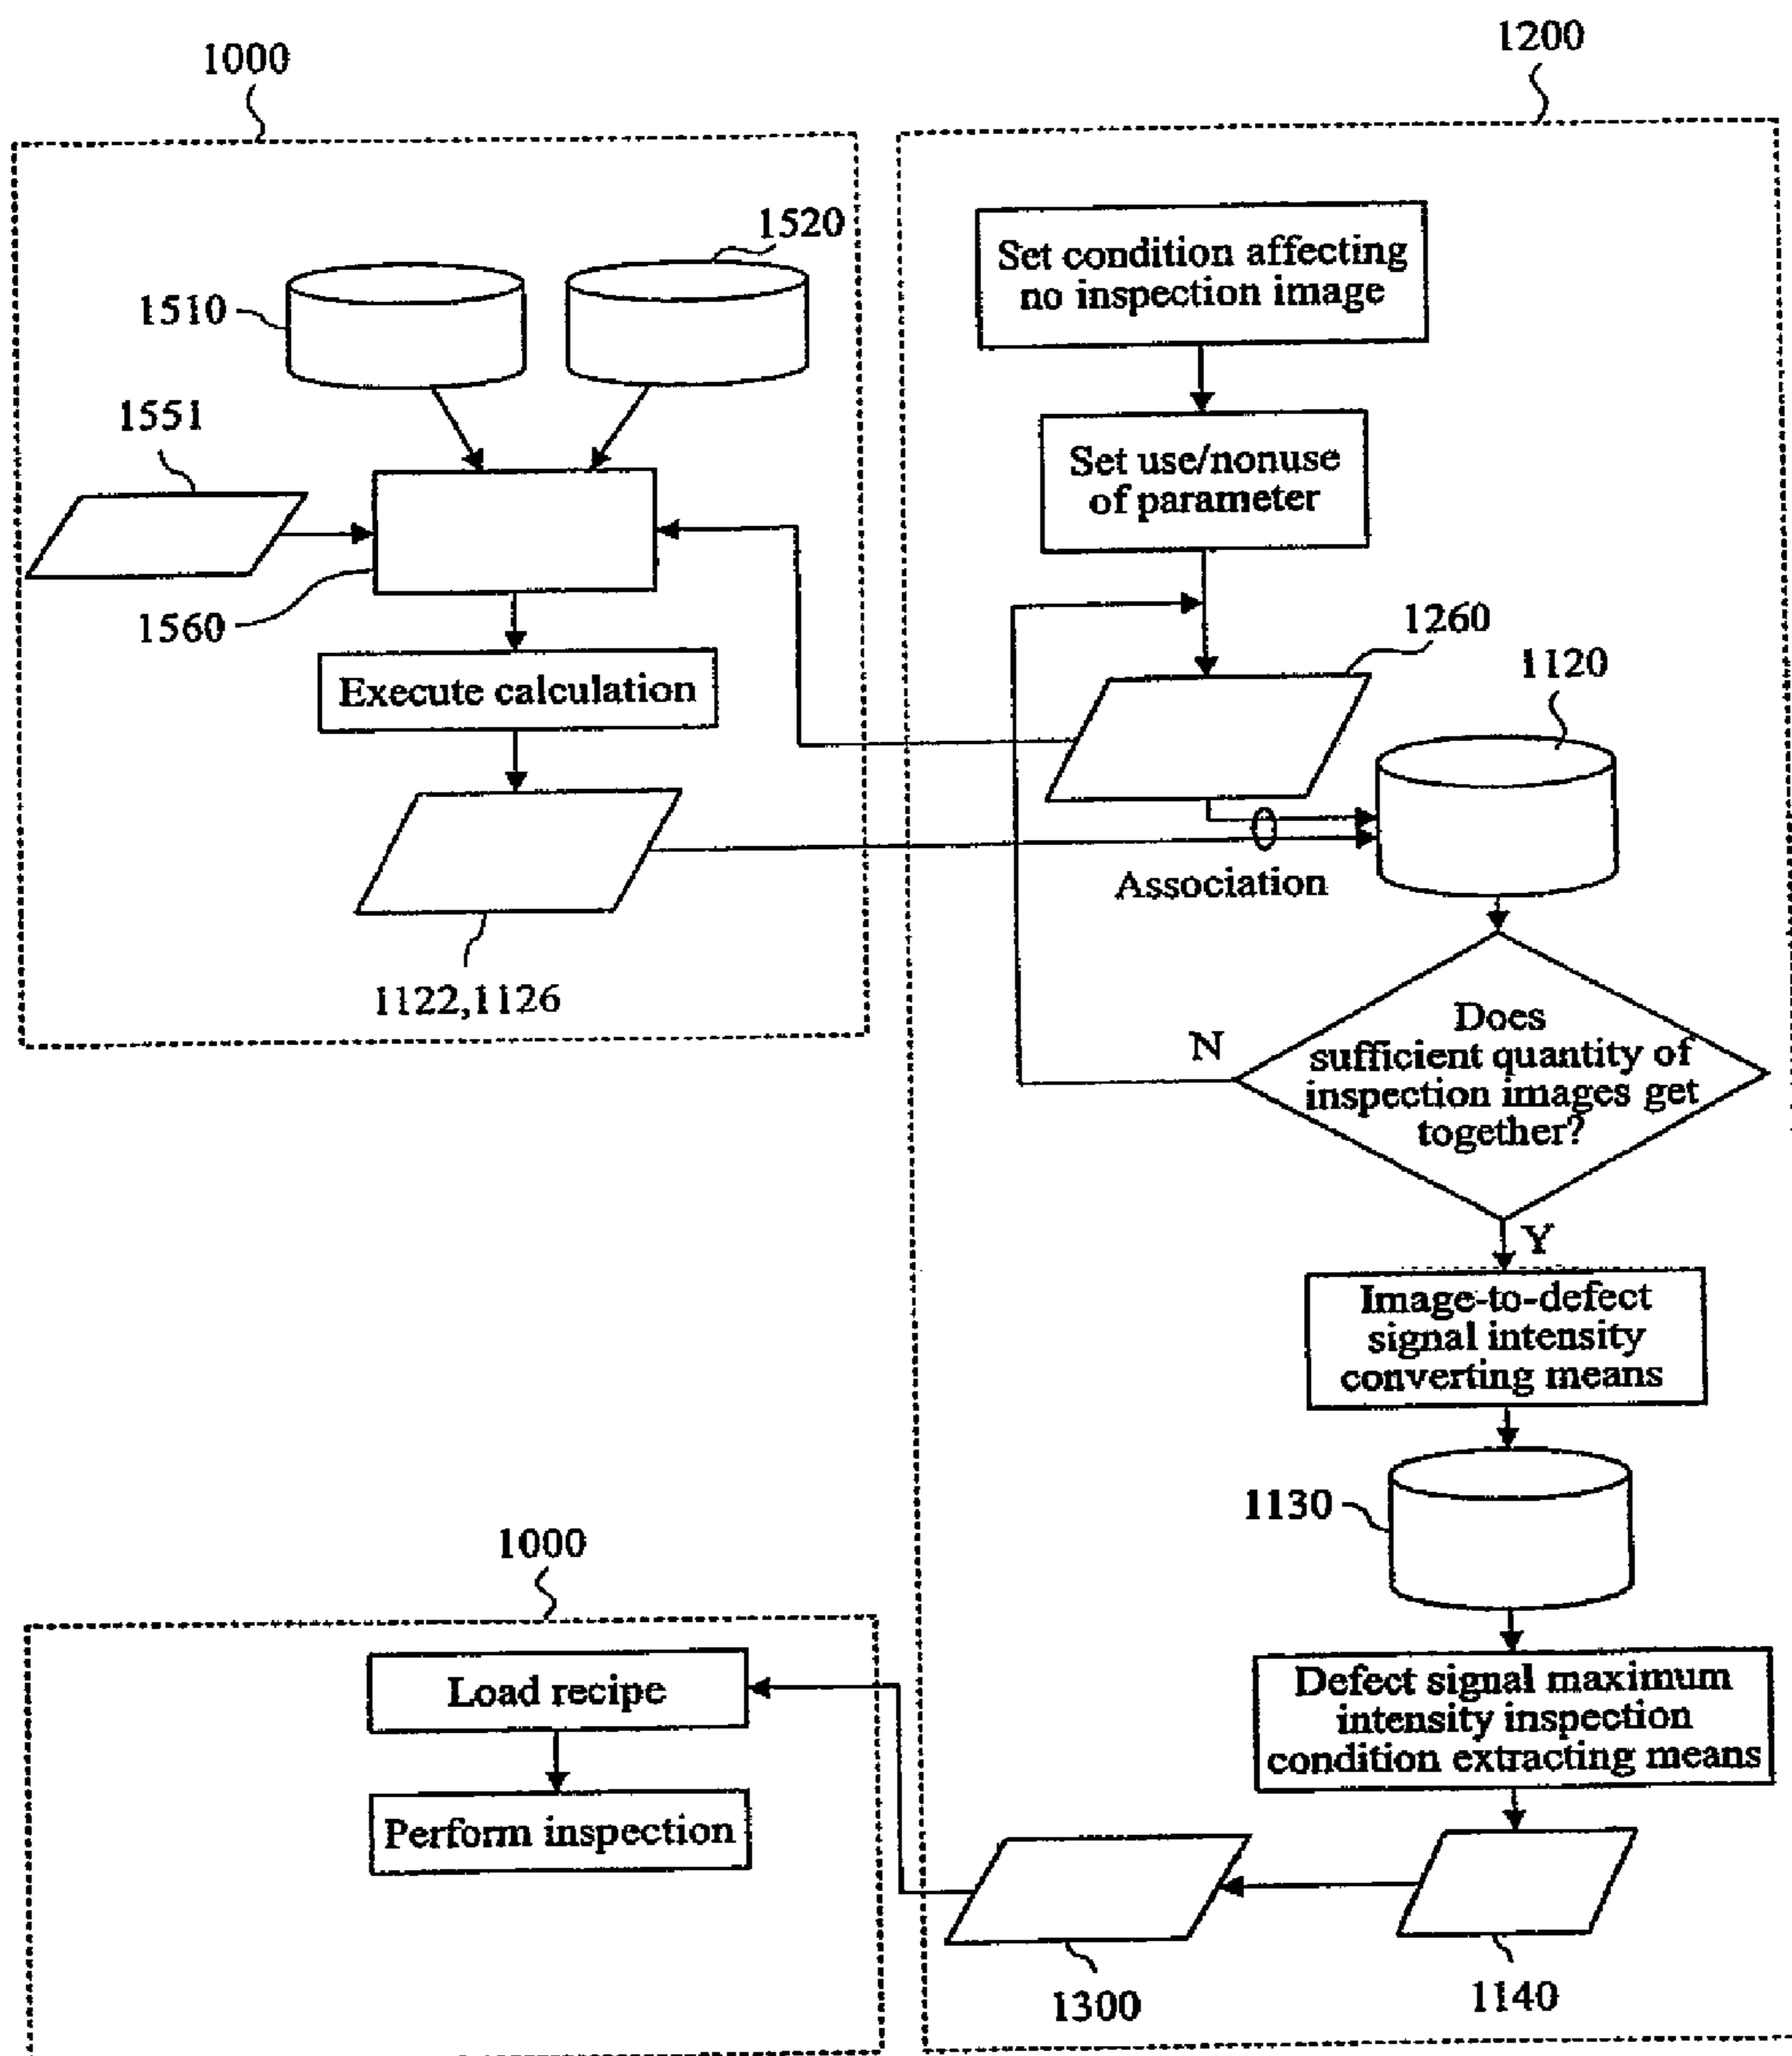 1000
1200
1520
1510
1551
1560
Execute calculation
1122,1126
Set condition affecting
no inspection image
Set use/nonuse
of parameter
1260
1120
Association
Does
sufficient quantity of
inspection images get
together?
N
Y
Image-to-defect
signal intensity
converting means
1130
Defect signal maximum
intensity inspection
condition extracting means
1140
1300
1000
Load recipe
Perform inspection